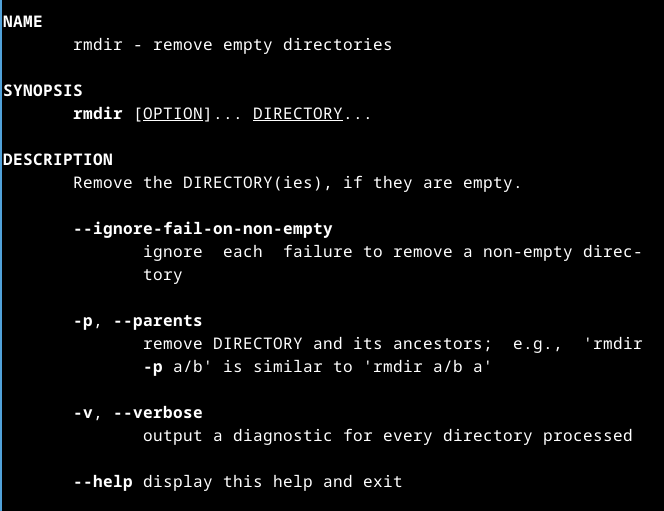 NAME
rmdir - remove empty directories
SYNOPSIS
rmdir [OPTION]... DIRECTORY...
DESCRIPTION
Remove the DIRECTORY(ies), if they are empty.
--ignore-fail-on-non-empty
ignore  each  failure to remove a non-empty direc-
tory
-p, --parents
remove DIRECTORY and its ancestors;  e.g.,  'rmdir
-p a/b' is similar to 'rmdir a/b a'
-v, --verbose
output a diagnostic for every directory processed
--help display this help and exit